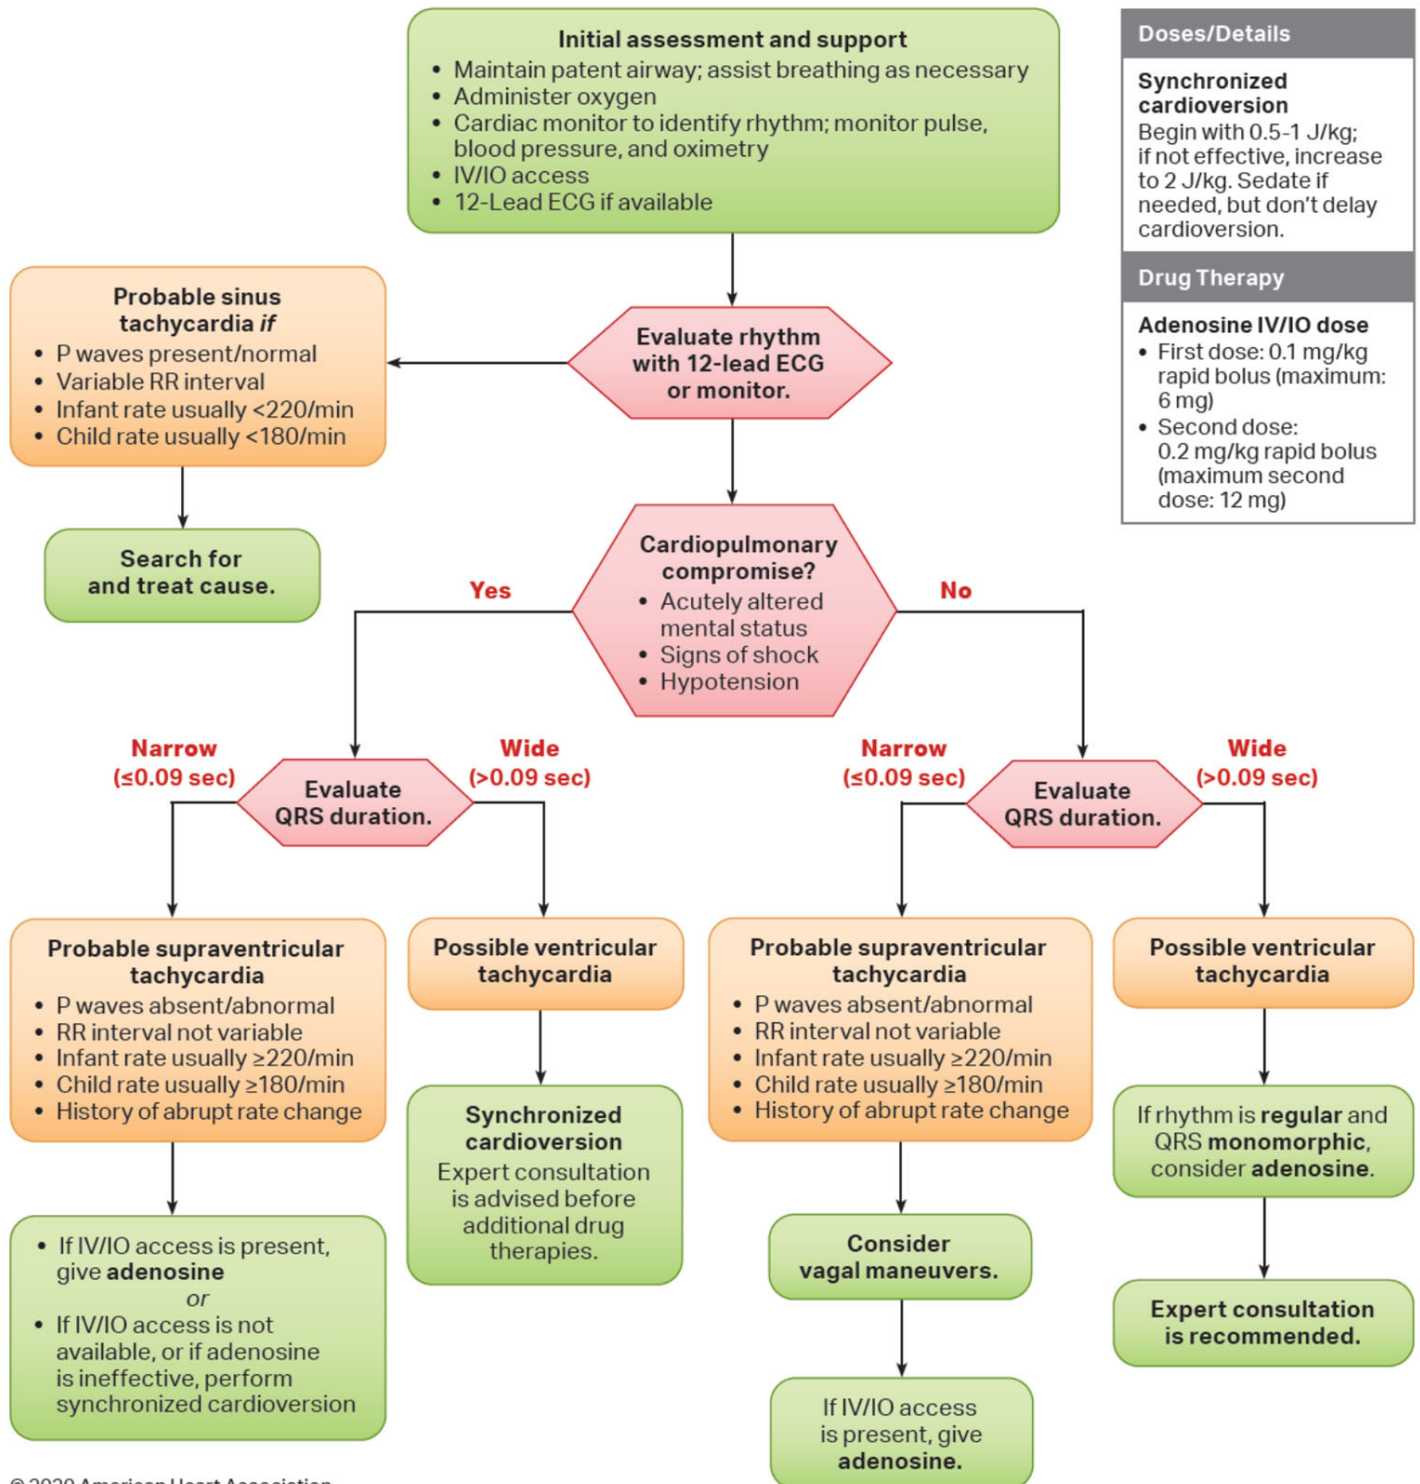 Initial assessment and support
• Maintain patent airway; assist breathing as necessary
• Administer oxygen
• Cardiac monitor to identify rhythm; monitor pulse,
blood pressure, and oximetry
• IV/IO access
• 12-Lead ECG if available
Doses/Details
Synchronized
cardioversion
Begin with 0.5-1 J/kg;
if not effective, increase
to 2 J/kg. Sedate if
needed, but don't delay
cardioversion.
Drug Therapy
Adenosine IV/IO dose
• First dose: 0.1 mg/kg
rapid bolus (maximum:
6 mg)
• Second dose:
0.2 mg/kg rapid bolus
(maximum second
dose: 12 mg)
Probable sinus
tachycardia if
• P waves present/normal
• Variable RR interval
• Infant rate usually <220/min
• Child rate usually <180/min
Evaluate rhythm
with 12-lead ECG
or monitor.
Search for
and treat cause.
Cardiopulmonary
compromise?
• Acutely altered
mental status
• Signs of shock
• Hypotension
Yes
No
Narrow
(≤0.09 sec)
Evaluate
QRS duration.
Wide
(>0.09 sec)
Narrow
(≤0.09 sec)
Evaluate
QRS duration.
Wide
(>0.09 sec)
Probable supraventricular
tachycardia
• P waves absent/abnormal
• RR interval not variable
• Infant rate usually ≥220/min
• Child rate usually ≥180/min
• History of abrupt rate change
Possible ventricular
tachycardia
Probable supraventricular
tachycardia
• P waves absent/abnormal
• RR interval not variable
• Infant rate usually ≥220/min
• Child rate usually ≥180/min
• History of abrupt rate change
Possible ventricular
tachycardia
• If IV/IO access is present,
give adenosine
or
• If IV/IO access is not
available, or if adenosine
is ineffective, perform
synchronized cardioversion
Synchronized
cardioversion
Expert consultation
is advised before
additional drug
therapies.
Consider
vagal maneuvers.
If IV/IO access
is present, give
adenosine.
If rhythm is regular and
QRS monomorphic,
consider adenosine.
Expert consultation
is recommended.
© 2020 American Heart Association